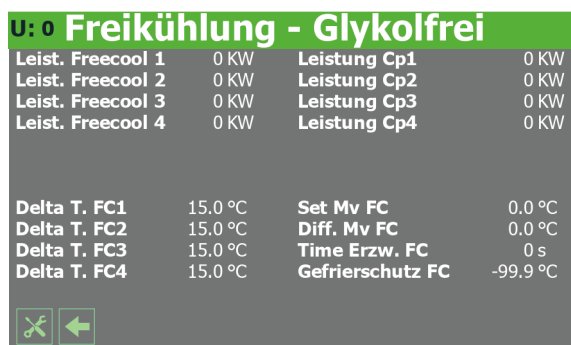 U: 0 Freikühlung - Glykolfrei
Leist. Freecool 1 0 KW Leistung Cp1 0 KW
Leist. Freecool 2 0 KW Leistung Cp2 0 KW
Leist. Freecool 3 0 KW Leistung Cp3 0 KW
Leist. Freecool 4 0 KW Leistung Cp4 0 KW
Delta T. FC1 15.0 °C Set Mv FC 0.0 °C
Delta T. FC2 15.0 °C Diff. Mv FC 0.0 °C
Delta T. FC3 15.0 °C Time Erzw. FC 0 s
Delta T. FC4 15.0 °C Gefrierschutz FC -99.9 °C